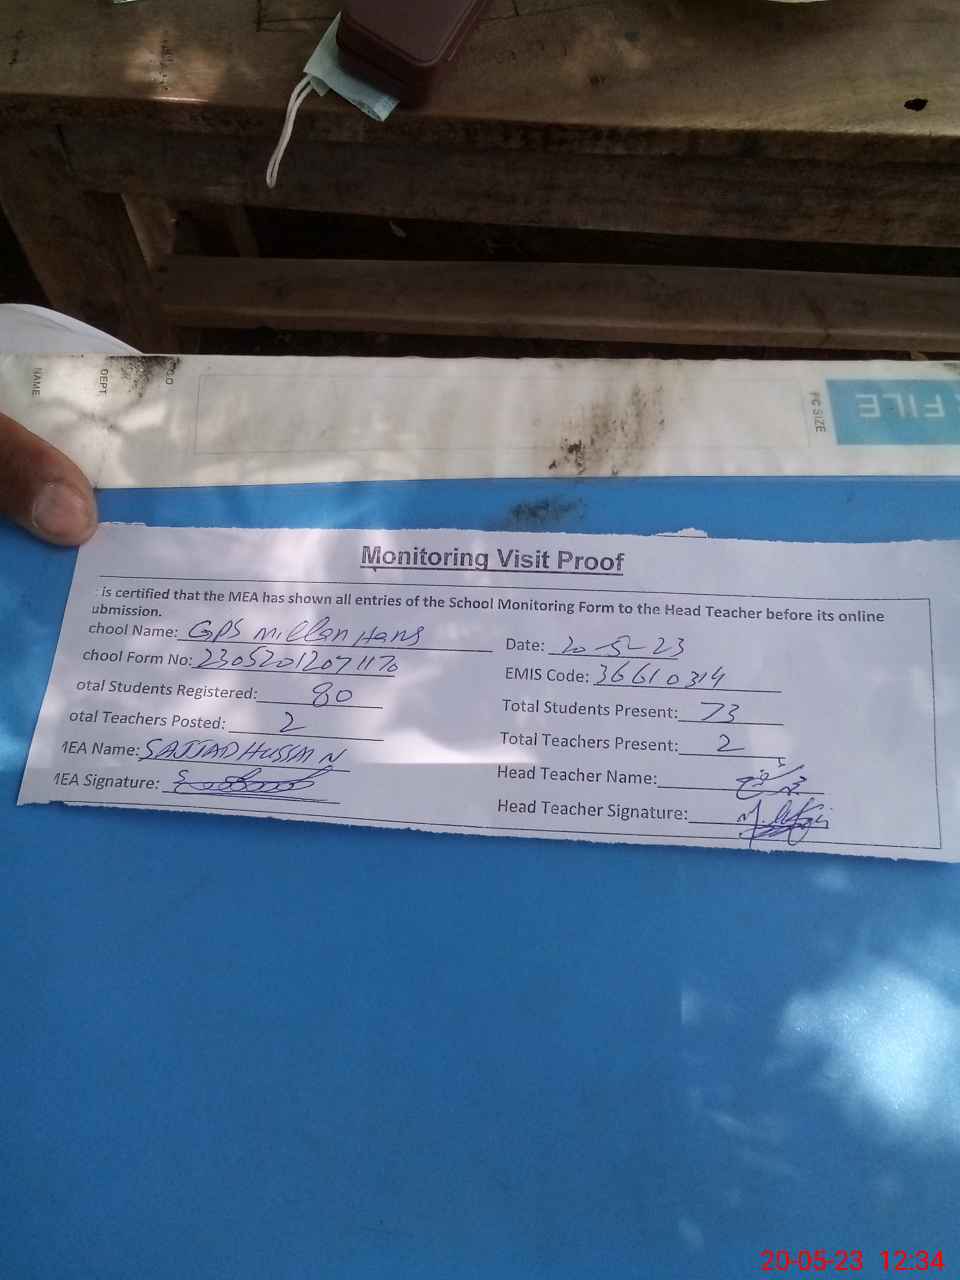 NAME
DEPT.
FC SIZE
FILE
Monitoring Visit Proof
: is certified that the MEA has shown all entries of the School Monitoring Form to the Head Teacher before its online
ubmission.
chool Name: GPS Millan Hans
Date: 20-5-23
chool Form No: 23052012071170
EMIS Code: 36610314
otal Students Registered: 80
Total Students Present: 73
otal Teachers Posted: 2
Total Teachers Present: 2
MEA Name: SAJJAD HUSSAIN
Head Teacher Name:
MEA Signature:
Head Teacher Signature:
20-05-23 12:34